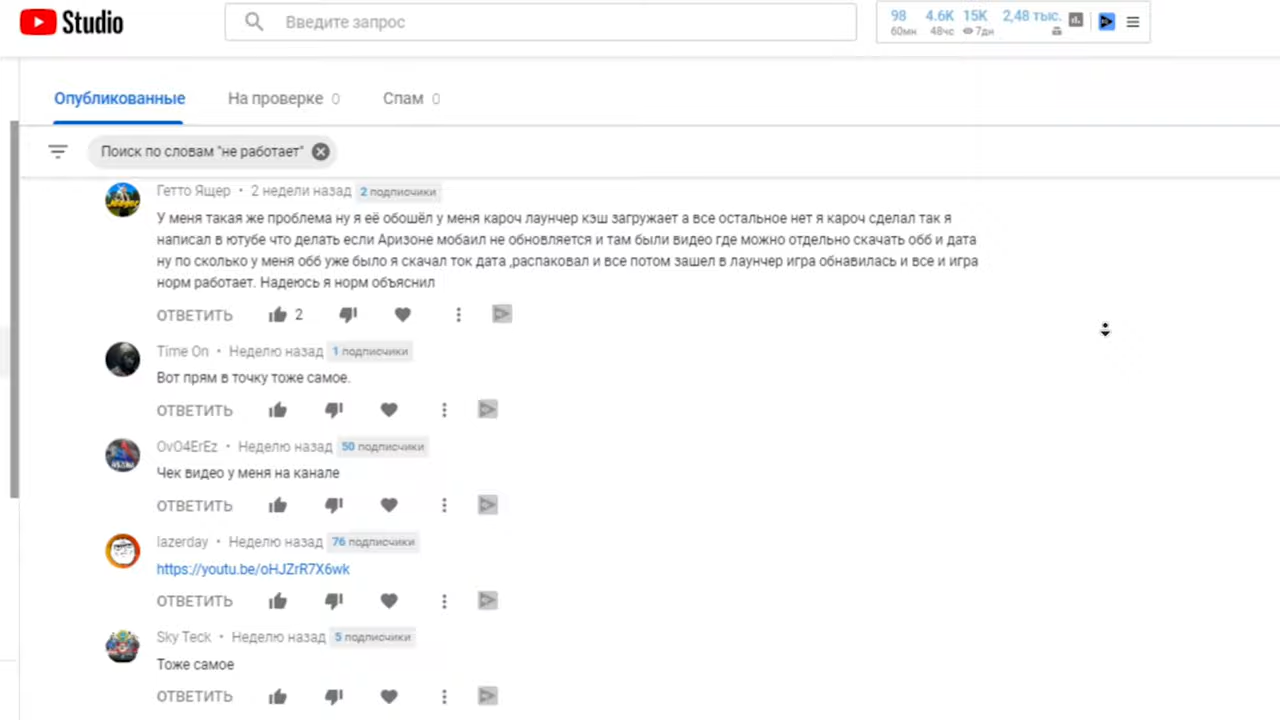 Studio
Введите запрос
98 4.6K 15K 2,48 тыс.
60мн 48чс 7дн
Опубликованные На проверке 0 Спам 0
Поиск по словам "не работает"
Гетто Ящер • 2 недели назад 2 подписчики
У меня такая же проблема ну я её обошёл у меня кароч лаунчер кэш загружает а все остальное нет я кароч сделал так я
написал в ютубе что делать если Аризоне мобаил не обновляется и там были видео где можно отдельно скачать обб и дата
ну по сколько у меня обб уже было я скачал ток дата ,распаковал и все потом зашел в лаунчер игра обнавилась и все и игра
норм работает. Надеюсь я норм объяснил
ОТВЕТИТЬ 2
Time On • Неделю назад 1 подписчики
Вот прям в точку тоже самое.
ОТВЕТИТЬ
OvO4ErEz • Неделю назад 50 подписчики
Чек видео у меня на канале
ОТВЕТИТЬ
lazerday • Неделю назад 76 подписчики
https://youtu.be/oHJZrR7X6wk
ОТВЕТИТЬ
Sky Teck • Неделю назад 5 подписчики
Тоже самое
ОТВЕТИТЬ